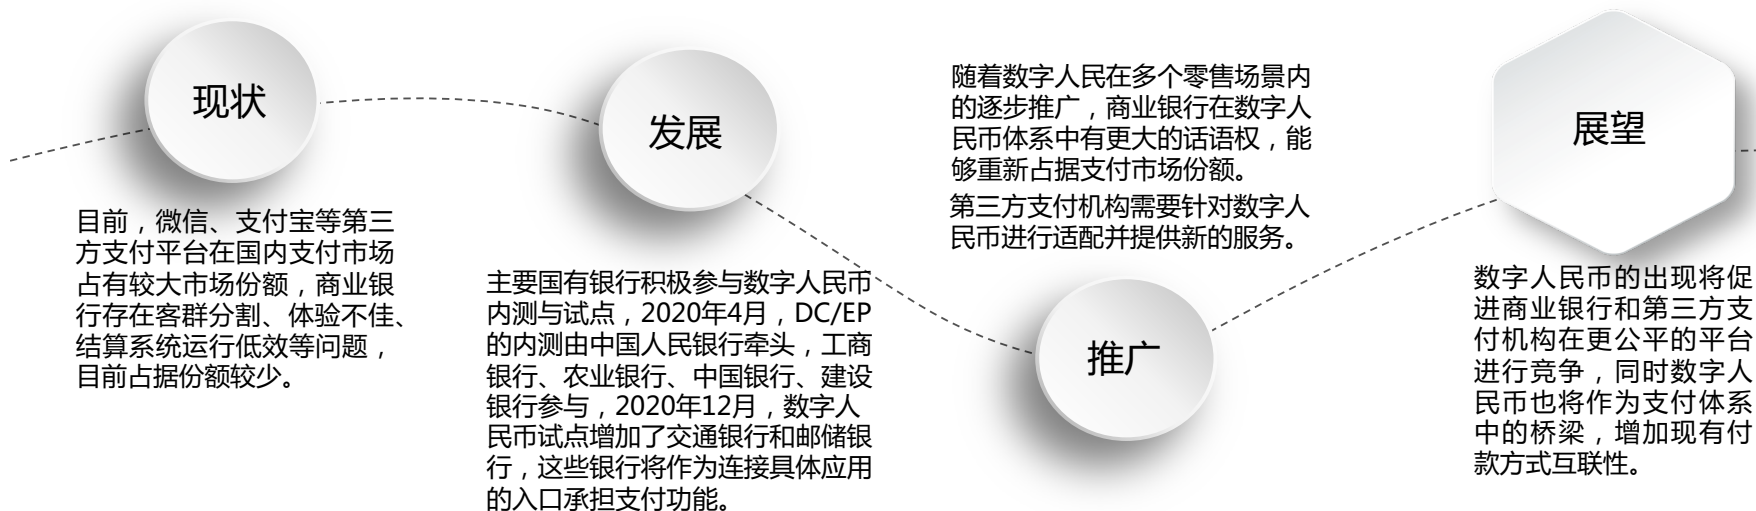 现状
目前，微信、支付宝等第三
方支付平台在国内支付市场
占有较大市场份额，商业银
行存在客群分割、体验不佳、
结算系统运行低效等问题，
目前占据份额较少。
发展
主要国有银行积极参与数字人民币
内测与试点，2020年4月，DC/EP
的内测由中国人民银行牵头，工商
银行、农业银行、中国银行、建设
银行参与，2020年12月，数字人
民币试点增加了交通银行和邮储银
行，这些银行将作为连接具体应用
的入口承担支付功能。
随着数字人民在多个零售场景内
的逐步推广，商业银行在数字人
民币体系中有更大的话语权，能
够重新占据支付市场份额。
第三方支付机构需要针对数字人
民币进行适配并提供新的服务。
推广
展望
数字人民币的出现将促
进商业银行和第三方支
付机构在更公平的平台
进行竞争，同时数字人
民币也将作为支付体系
中的桥梁，增加现有付
款方式互联性。